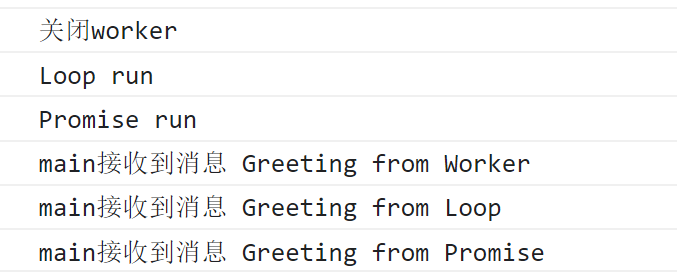 关闭worker
Loop run
Promise run
main接收到消息 Greeting from Worker
main接收到消息 Greeting from Loop
main接收到消息 Greeting from Promise